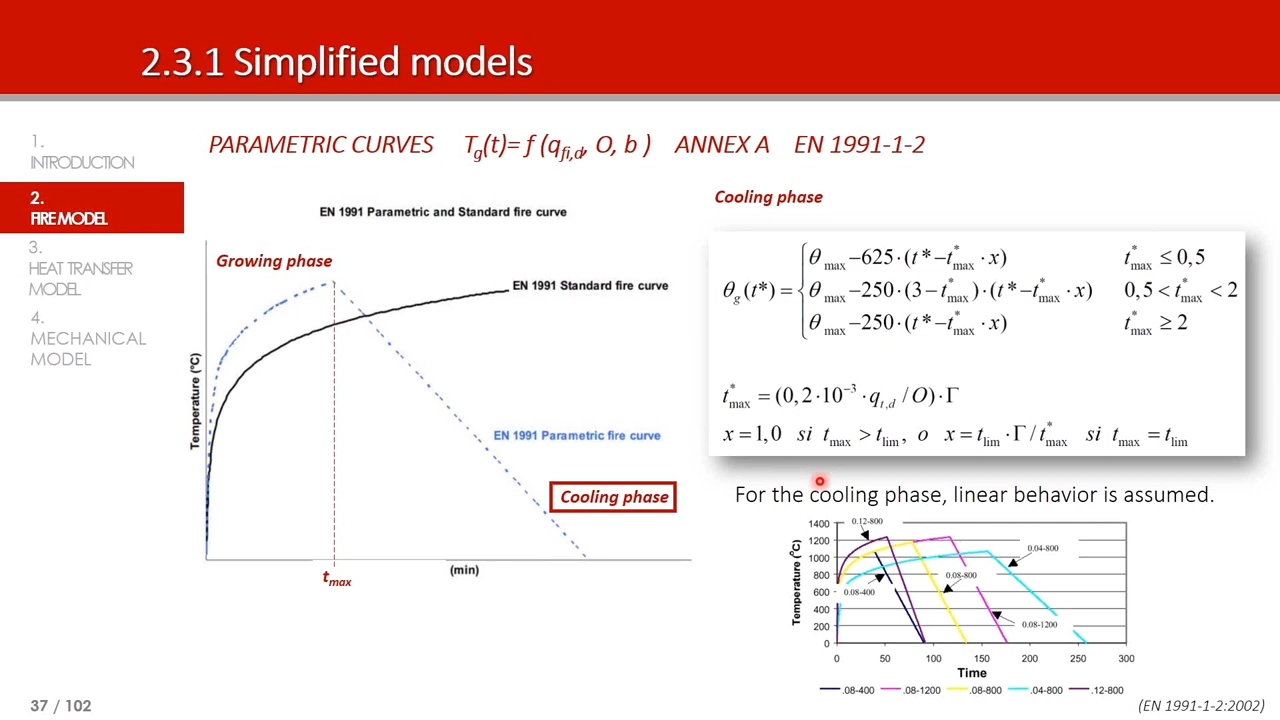 2.3.1 Simplified models
1.
INTRODUCTION
2.
FIRE MODEL
3.
HEAT TRANSFER
MODEL
4.
MECHANICAL
MODEL
PARAMETRIC CURVES T_g(t)= f (q_fi,d, O, b ) ANNEX A EN 1991-1-2
EN 1991 Parametric and Standard fire curve
Growing phase
EN 1991 Standard fire curve
Temperature (°C)
EN 1991 Parametric fire curve
Cooling phase
(min)
t_max
Cooling phase
θ_g(t*) = { θ_max −625·(t*−t*_max·x) t*_max ≤ 0,5
θ_max −250·(3−t*_max)·(t*−t*_max·x) 0,5 < t*_max < 2
θ_max −250·(t*−t*_max·x) t*_max ≥ 2
t*_max = (0,2·10^−3·q_t,d / O)·Γ
x = 1,0 si t_max > t_lim, o x = t_lim·Γ / t*_max si t_max = t_lim
For the cooling phase, linear behavior is assumed.
Temperature (°C)
1400
1200
1000
800
600
400
200
0
0.12-800
0.04-800
0.08-800
0.08-400
0.08-1200
0 50 100 150 200 250 300
Time
.08-400 .08-1200 .08-800 .04-800 .12-800
37 / 102
(EN 1991-1-2:2002)